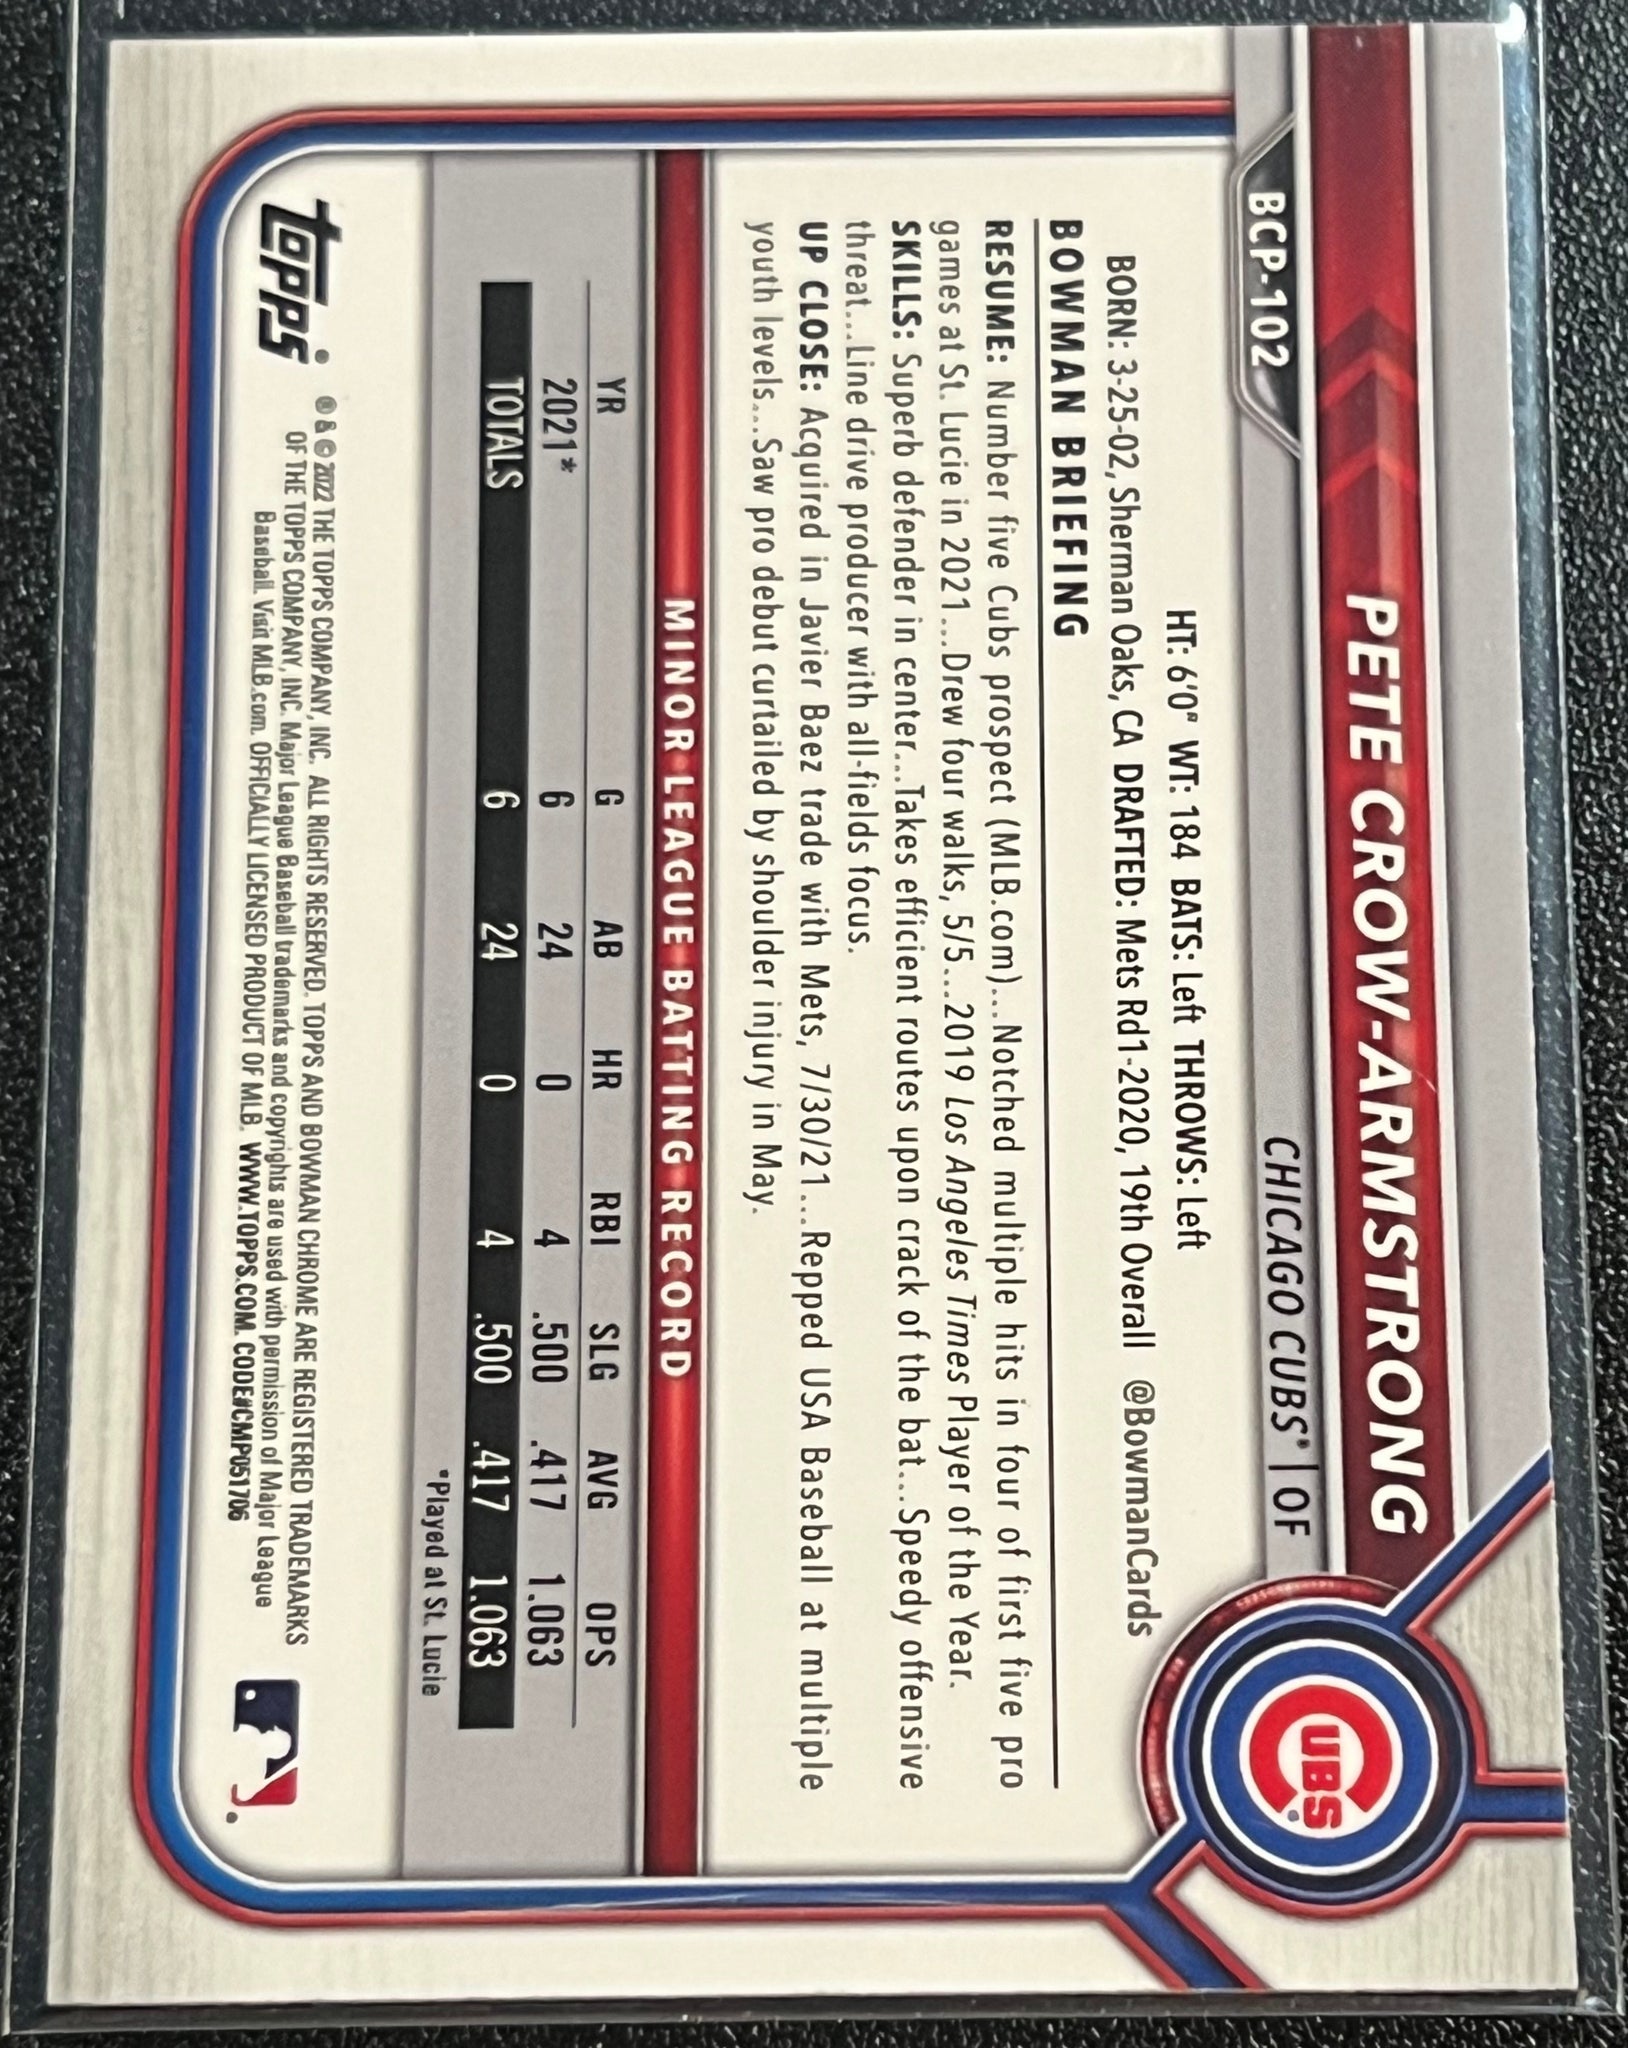 PETE CROW-ARMSTRONG
BCP-102
CHICAGO CUBS® | OF
HT: 6'0" WT: 184 BATS: Left THROWS: Left
BORN: 3-25-02, Sherman Oaks, CA DRAFTED: Mets Rd1-2020, 19th Overall @BowmanCards
BOWMAN BRIEFING
RESUME: Number five Cubs prospect (MLB.com)...Notched multiple hits in four of first five pro
games at St. Lucie in 2021...Drew four walks, 5/5...2019 Los Angeles Times Player of the Year.
SKILLS: Superb defender in center...Takes efficient routes upon crack of the bat...Speedy offensive
threat...Line drive producer with all-fields focus.
UP CLOSE: Acquired in Javier Baez trade with Mets, 7/30/21...Repped USA Baseball at multiple
youth levels...Saw pro debut curtailed by shoulder injury in May.
MINOR LEAGUE BATTING RECORD
YR G AB HR RBI SLG AVG OPS
2021* 6 24 0 4 .500 .417 1.063
TOTALS 6 24 0 4 .500 .417 1.063
*Played at St. Lucie
topps
® & © 2022 THE TOPPS COMPANY, INC. ALL RIGHTS RESERVED. TOPPS AND BOWMAN CHROME ARE REGISTERED TRADEMARKS
OF THE TOPPS COMPANY, INC. Major League Baseball trademarks and copyrights are used with permission of Major League
Baseball. Visit MLB.com. OFFICIALLY LICENSED PRODUCT OF MLB. WWW.TOPPS.COM. CODE#CMP051706
CUBS